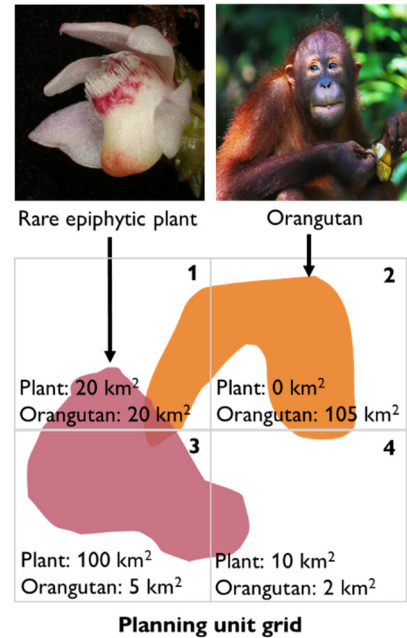 Rare epiphytic plant
Orangutan
1
2
Plant: 20 km²
Orangutan: 20 km²
Plant: 0 km²
Orangutan: 105 km²
3
4
Plant: 100 km²
Orangutan: 5 km²
Plant: 10 km²
Orangutan: 2 km²
Planning unit grid